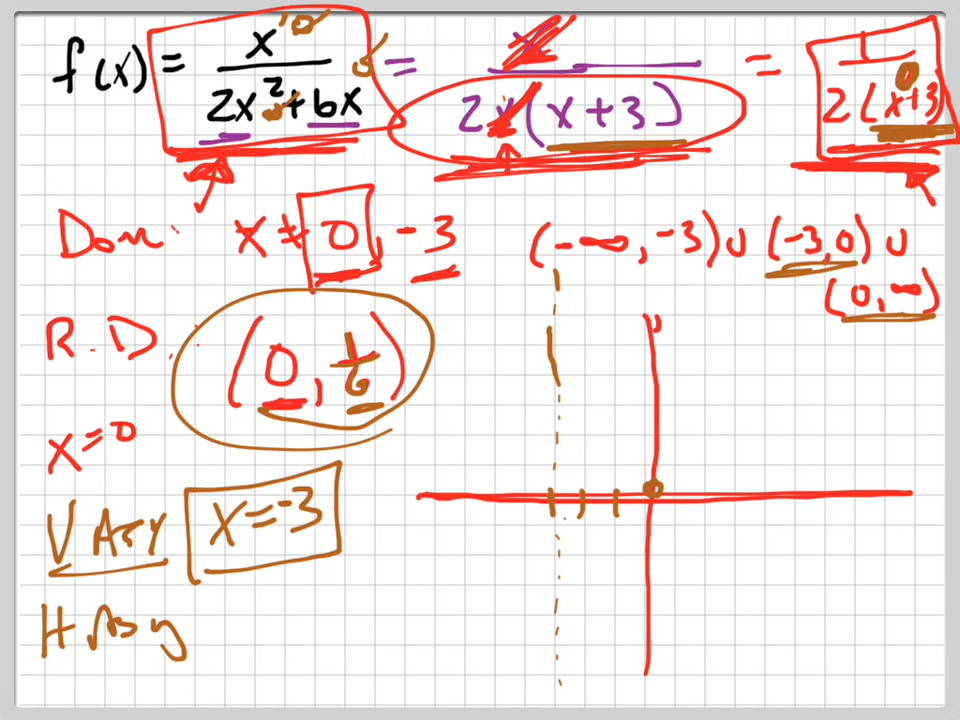 f(x) = x / (2x² + 6x) = x / (2x(x+3)) = 1 / (2(x+3))
Dom: x ≠ 0, -3 (-∞, -3) ∪ (-3, 0) ∪
(0, ∞)
R.D. : (0, 1/6)
x=0
V Asy x=-3
H Asy